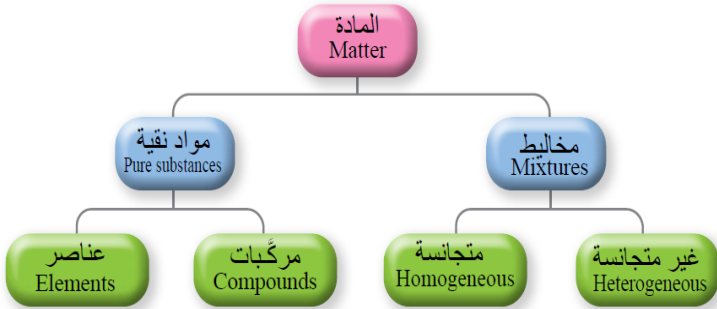 المادة
Matter
مواد نقية
Pure substances
مخاليط
Mixtures
عناصر
Elements
مركَّبات
Compounds
متجانسة
Homogeneous
غير متجانسة
Heterogeneous